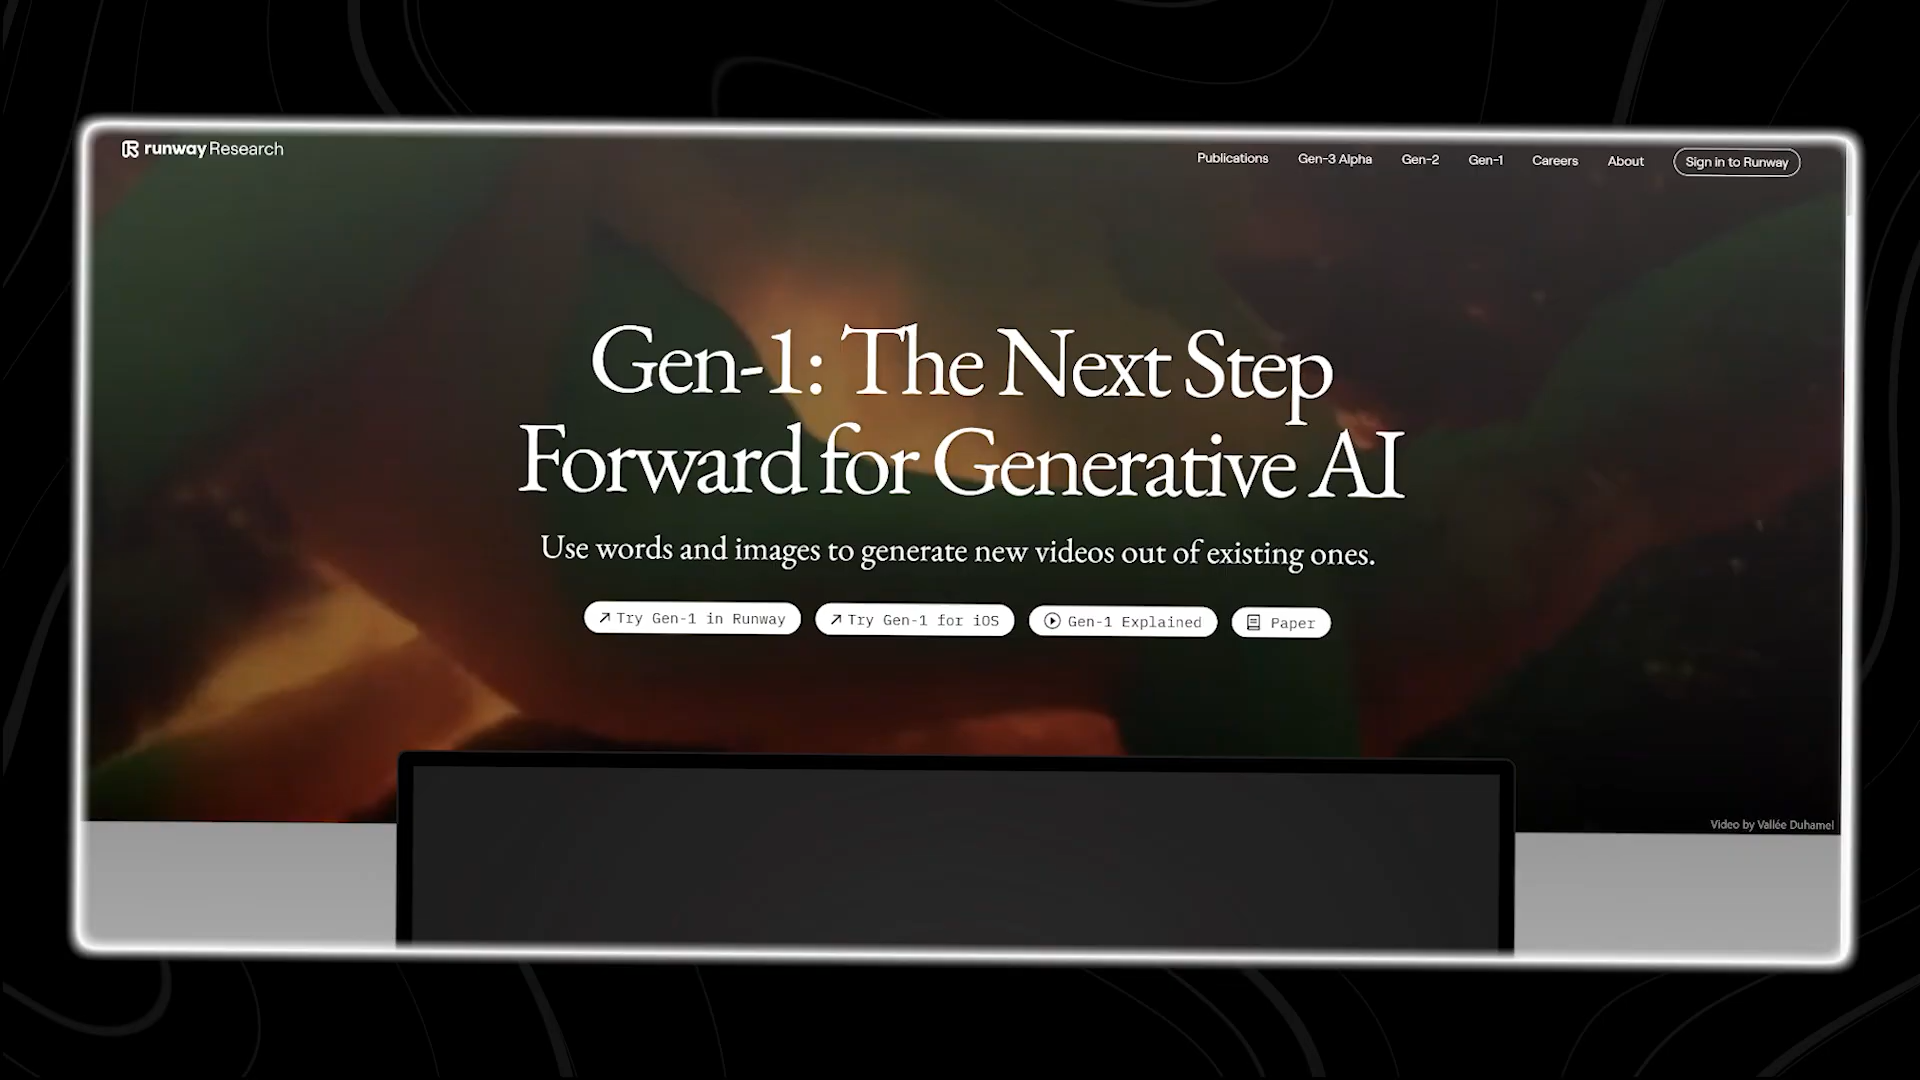 runway Research
Publications Gen-3 Alpha Gen-2 Gen-1 Careers About Sign in to Runway
Gen-1: The Next Step
Forward for Generative AI
Use words and images to generate new videos out of existing ones.
Try Gen-1 in Runway Try Gen-1 for iOS Gen-1 Explained Paper
Video by Vallée Duhamel